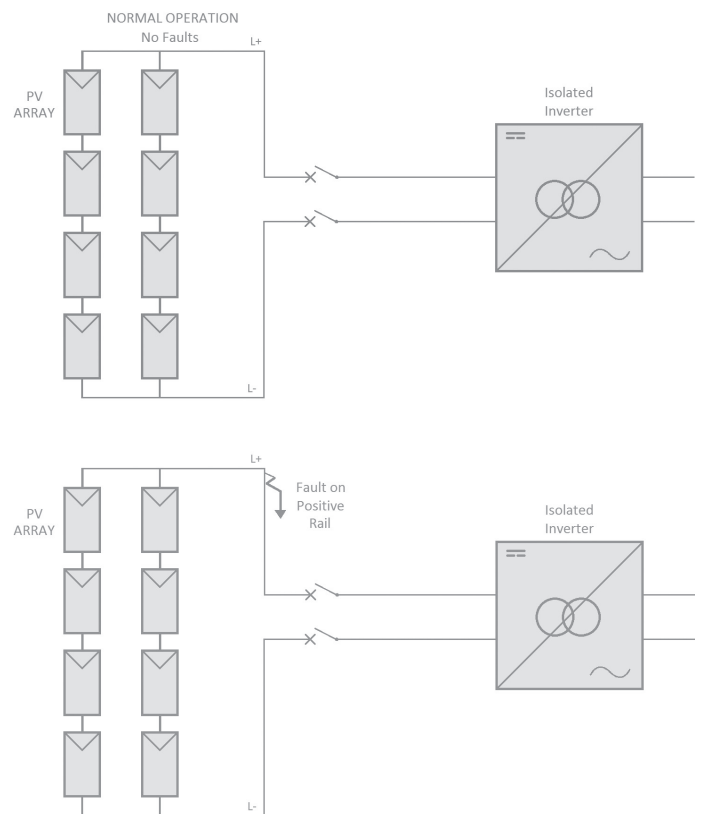 NORMAL OPERATION
No Faults
L+
PV
ARRAY
Isolated
Inverter
L-
L+
Fault on
Positive
Rail
PV
ARRAY
Isolated
Inverter
L-